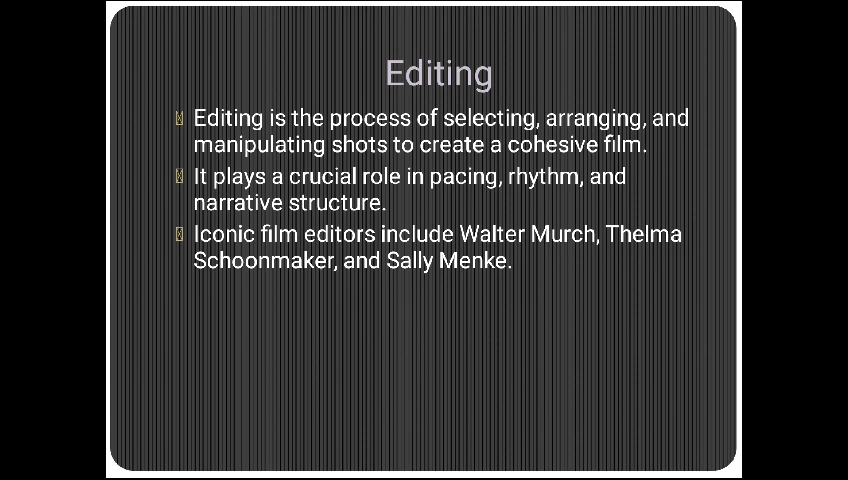 Editing
Editing is the process of selecting, arranging, and
manipulating shots to create a cohesive film.
It plays a crucial role in pacing, rhythm, and
narrative structure.
Iconic film editors include Walter Murch, Thelma
Schoonmaker, and Sally Menke.